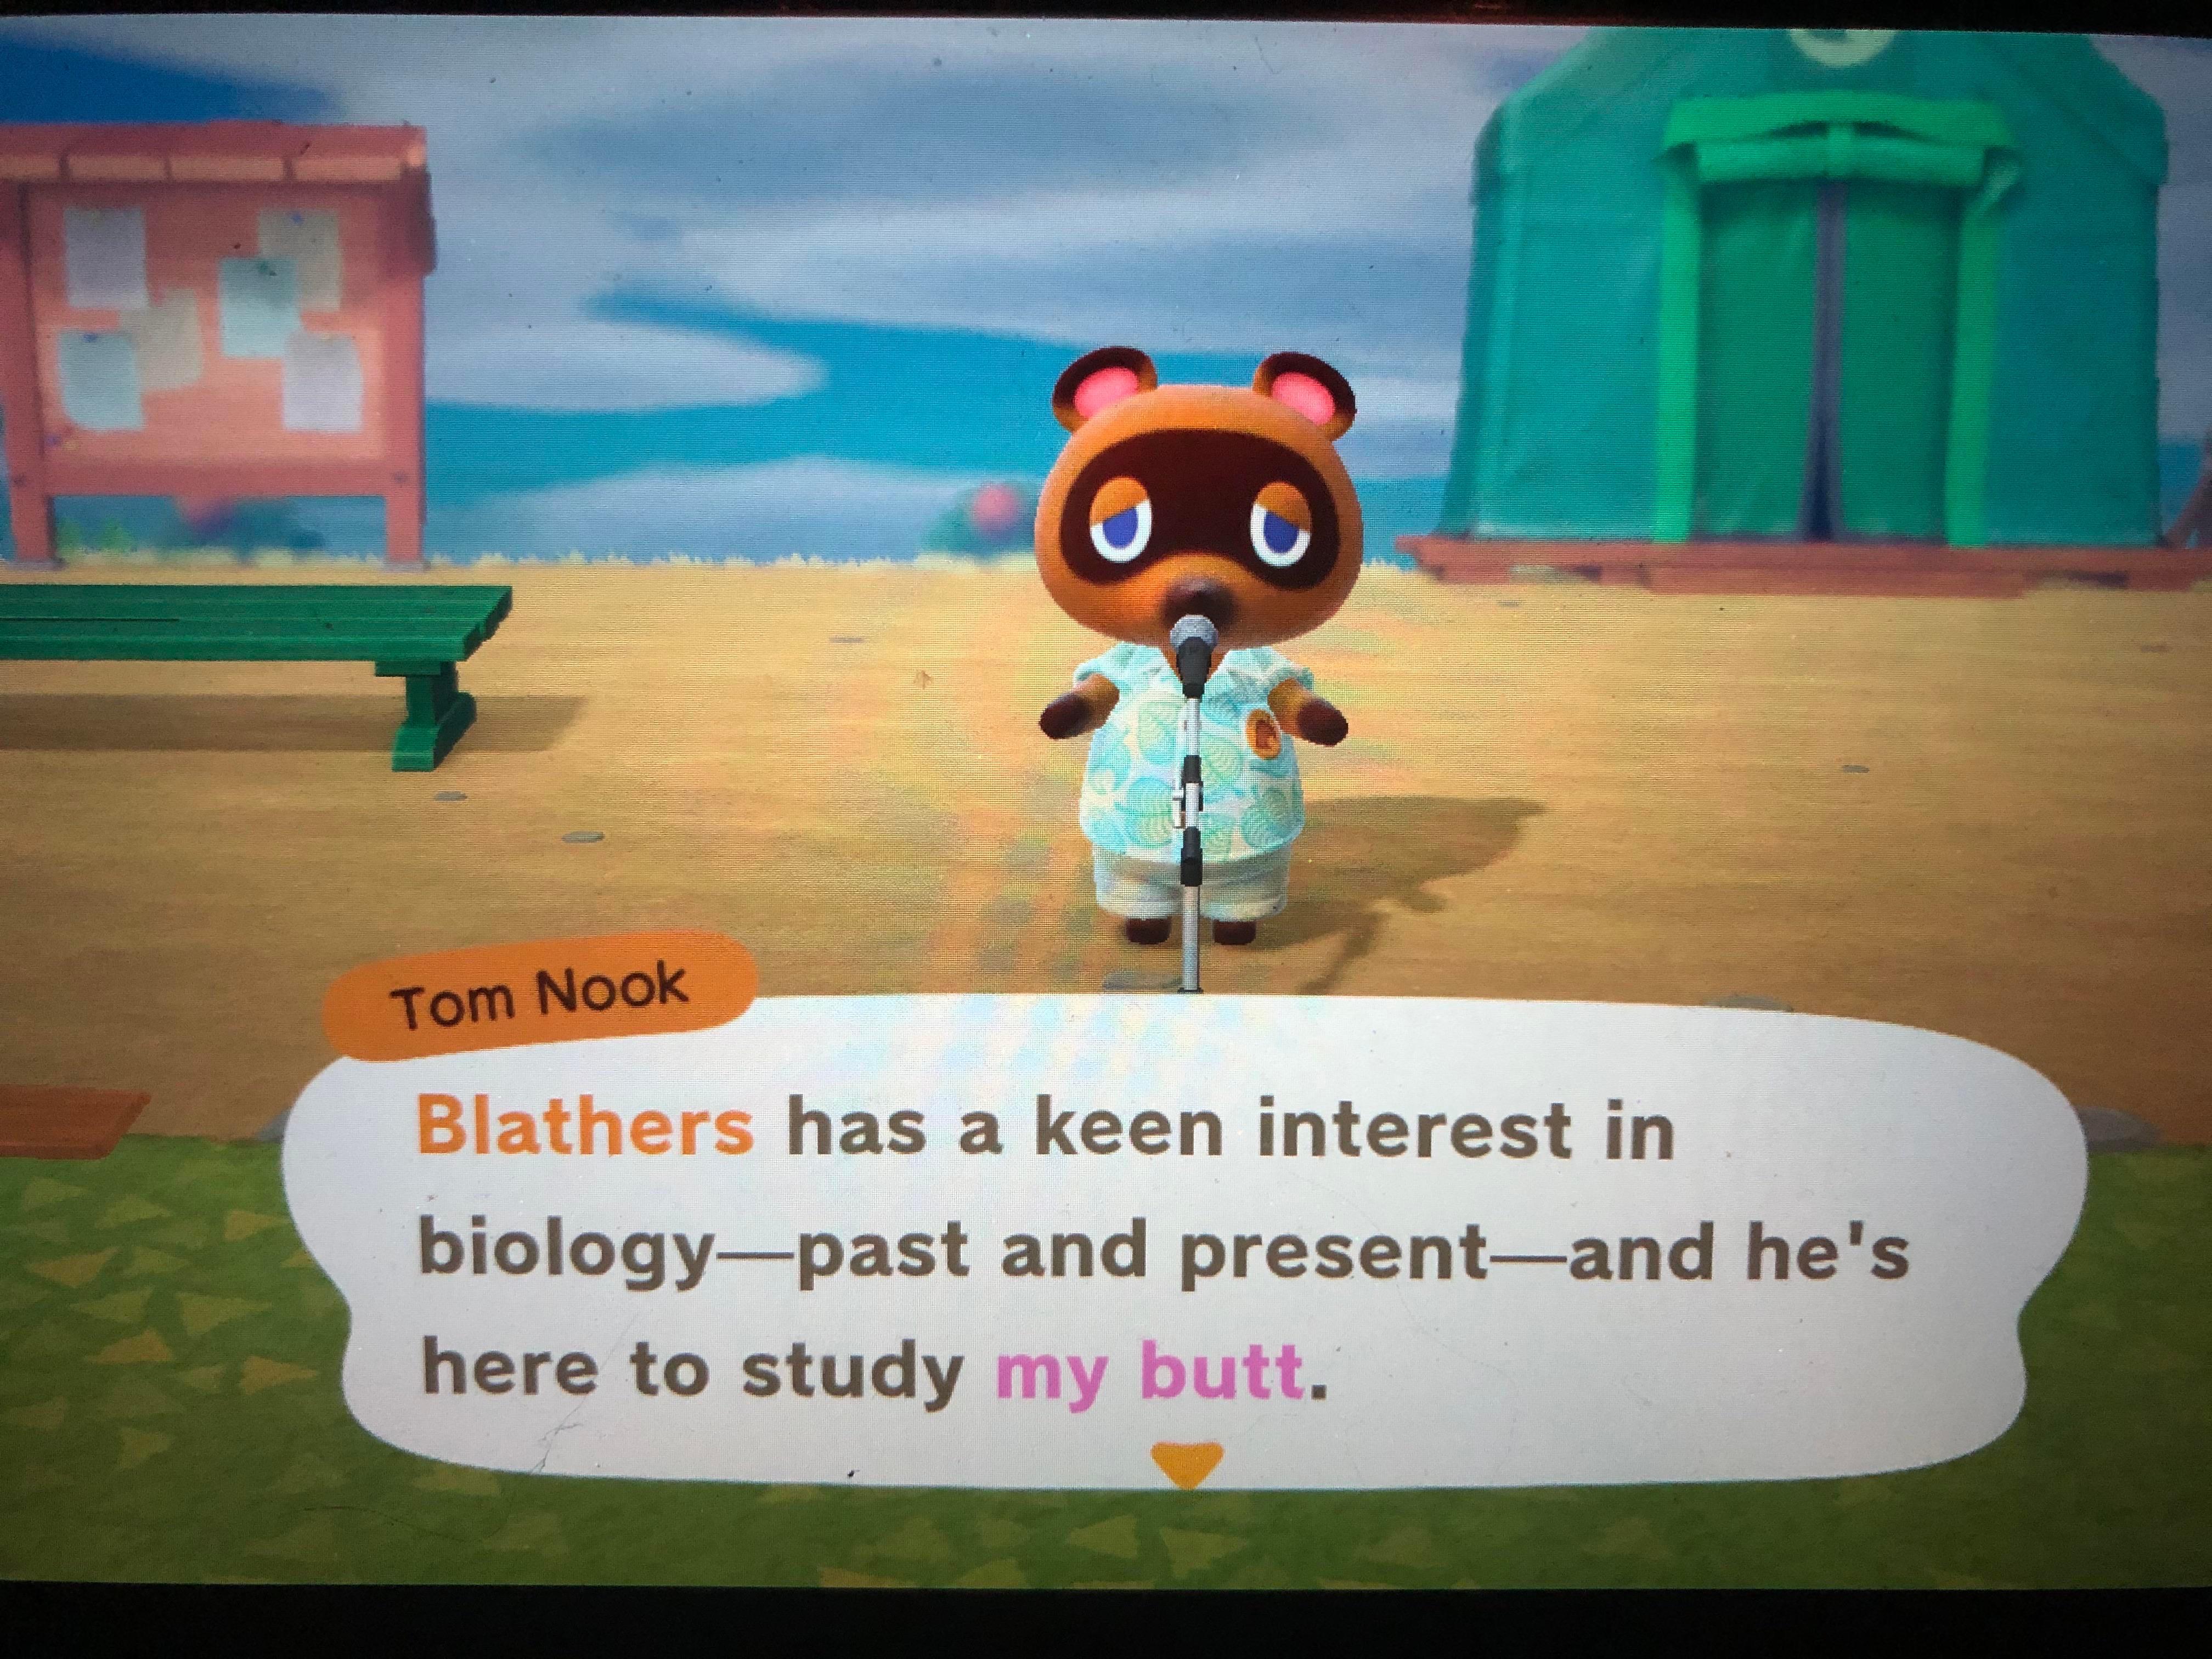 Tom Nook
Blathers has a keen interest in
biology—past and present—and he's
here to study my butt.